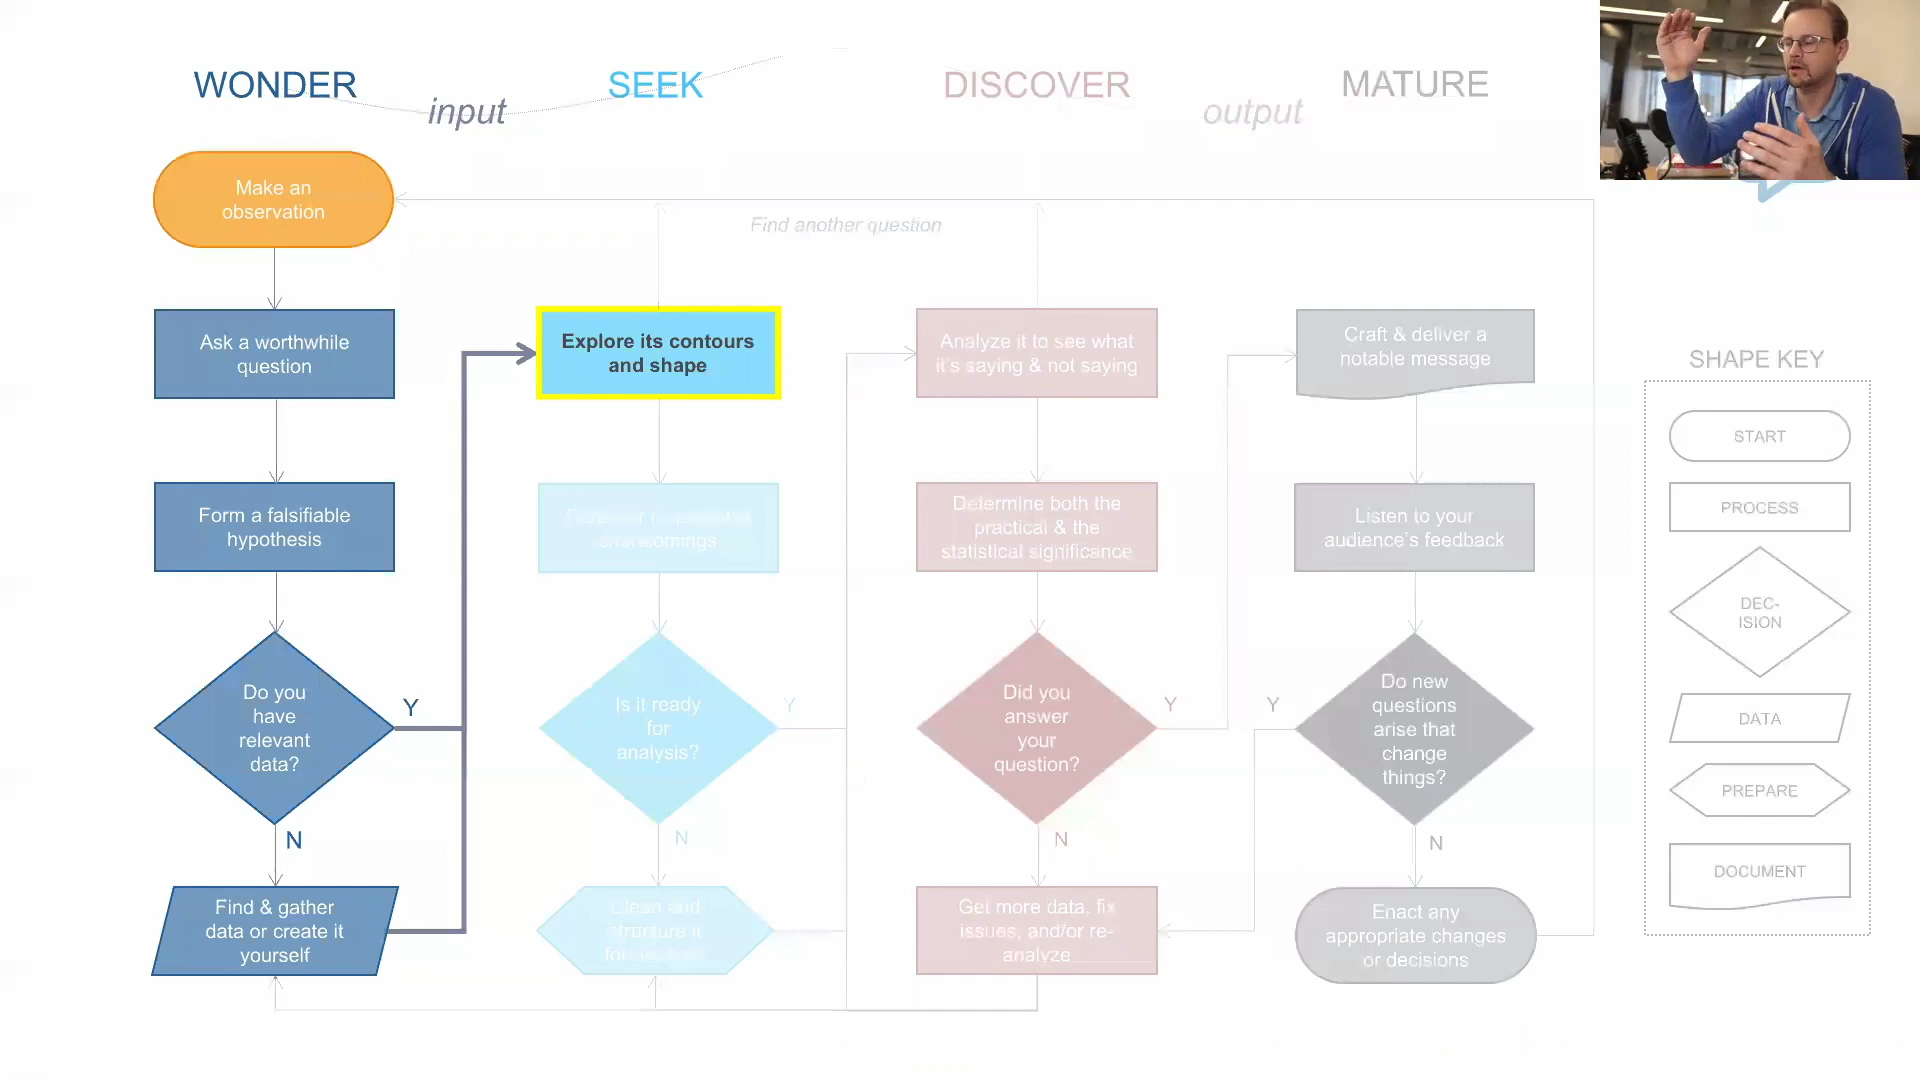 WONDER
input
SEEK
DISCOVER
output
MATURE
Make an
observation
Find another question
Ask a worthwhile
question
Explore its contours
and shape
Analyze it to see what
it's saying & not saying
Craft & deliver a
notable message
Form a falsifiable
hypothesis
Determine both the
practical & the
statistical significance
Listen to your
audience's feedback
Do you
have
relevant
data?
Y
N
Is it ready
for
analysis?
Y
N
Did you
answer
your
question?
Y
N
Do new
questions
arise that
change
things?
Y
N
Find & gather
data or create it
yourself
Clean and
structure it
for
Get more data, fix
issues, and/or re-
analyze
Enact any
appropriate changes
or decisions
SHAPE KEY
START
PROCESS
DEC-
ISION
DATA
PREPARE
DOCUMENT